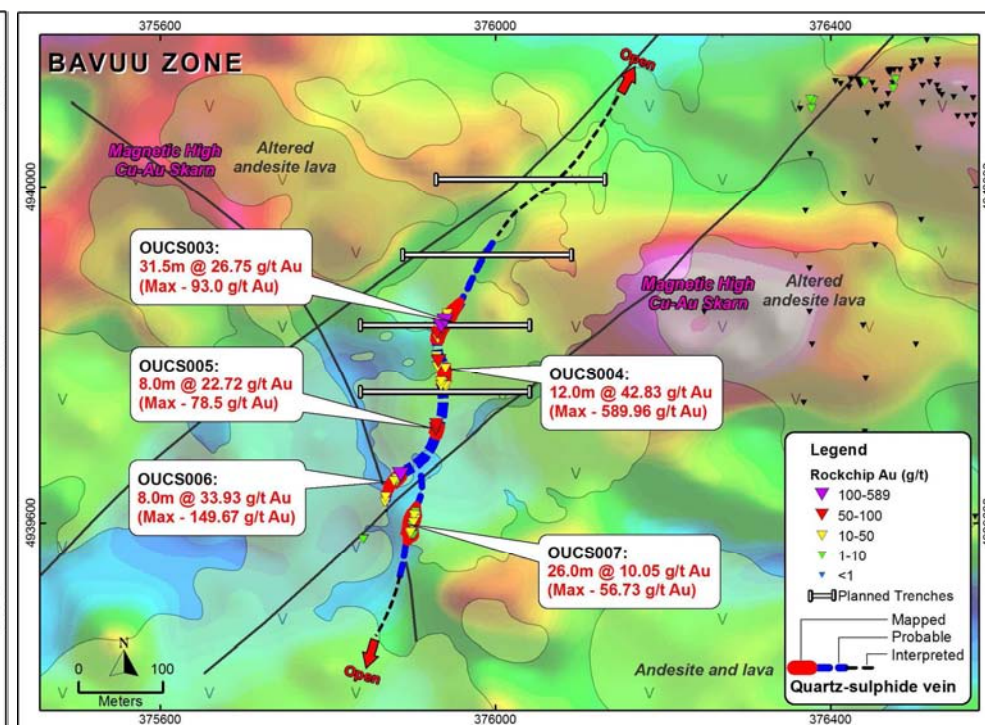 375600
376000
376400
BAVUU ZONE
Open
4940000
Magnetic High
Cu-Au Skarn
Altered
andesite lava
OUCS003:
31.5m @ 26.75 g/t Au
(Max - 93.0 g/t Au)
Magnetic High
Cu-Au Skarn
Altered
andesite lava
OUCS005:
8.0m @ 22.72 g/t Au
(Max - 78.5 g/t Au)
OUCS004:
12.0m @ 42.83 g/t Au
(Max - 589.96 g/t Au)
OUCS006:
8.0m @ 33.93 g/t Au
(Max - 149.67 g/t Au)
4939600
OUCS007:
26.0m @ 10.05 g/t Au
(Max - 56.73 g/t Au)
Legend
Rockchip Au (g/t)
100-589
50-100
10-50
1-10
<1
Planned Trenches
Mapped
Probable
Interpreted
Quartz-sulphide vein
Open
Andesite and lava
N
0 100
Meters
375600
376000
376400